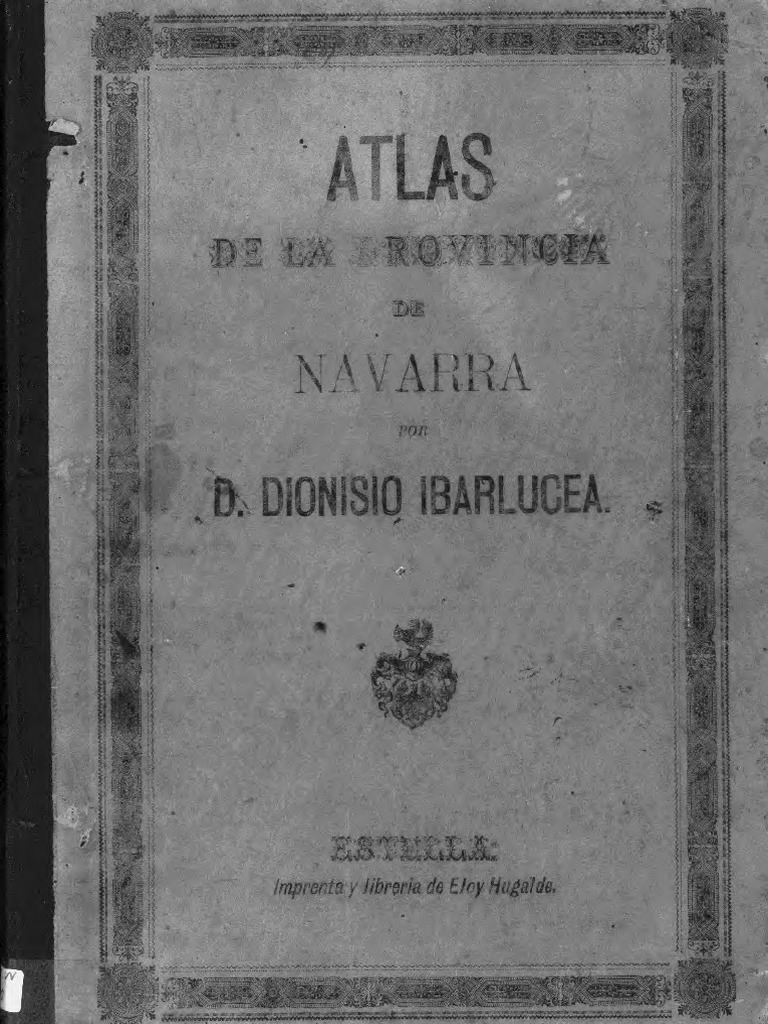 ATLAS
DE LA PROVINCIA
DE
NAVARRA
POR
D. DIONISIO IBARLUCEA.
ESTELLA:
Imprenta y librería de Eloy Hugalde.
N